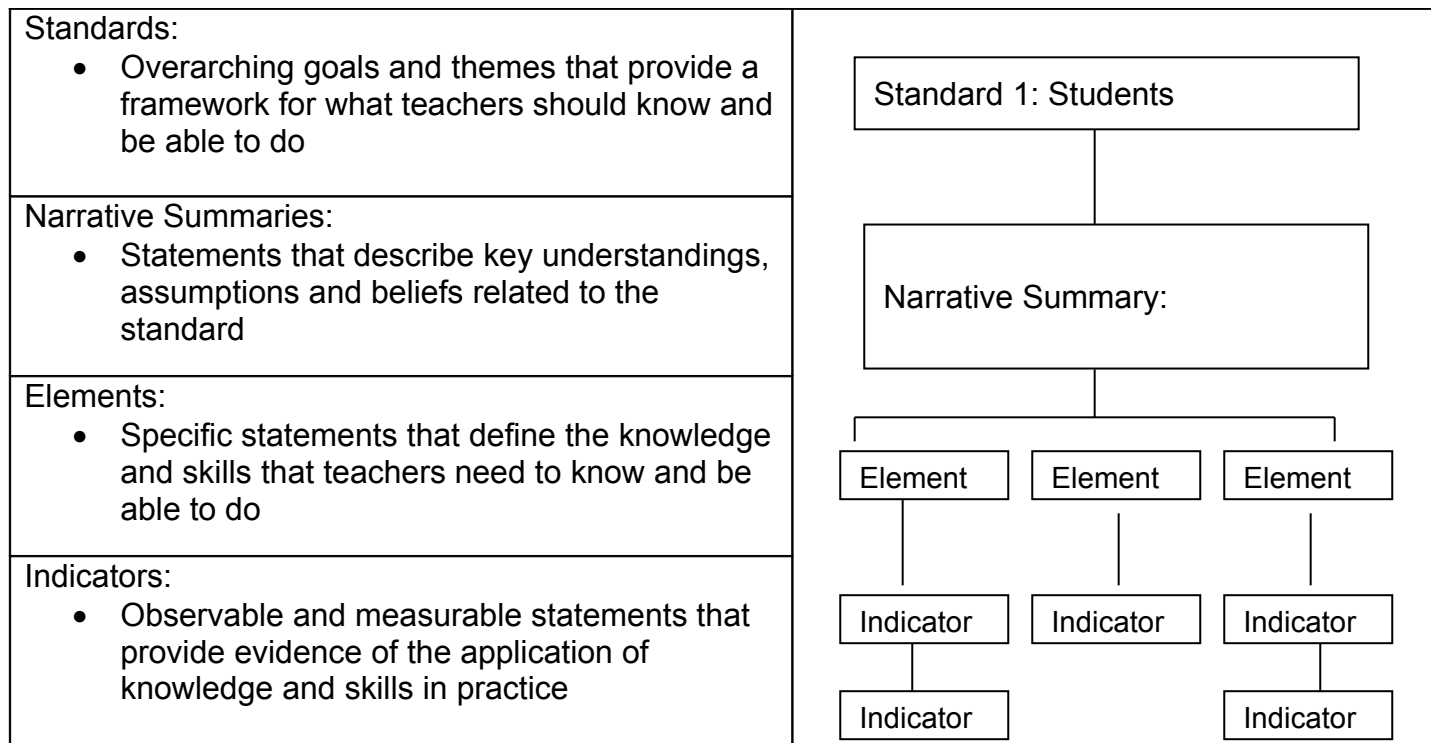 Standards:
• Overarching goals and themes that provide a
framework for what teachers should know and
be able to do
Narrative Summaries:
• Statements that describe key understandings,
assumptions and beliefs related to the
standard
Elements:
• Specific statements that define the knowledge
and skills that teachers need to know and be
able to do
Indicators:
• Observable and measurable statements that
provide evidence of the application of
knowledge and skills in practice
Standard 1: Students
Narrative Summary:
Element Element Element
Indicator Indicator Indicator
Indicator Indicator